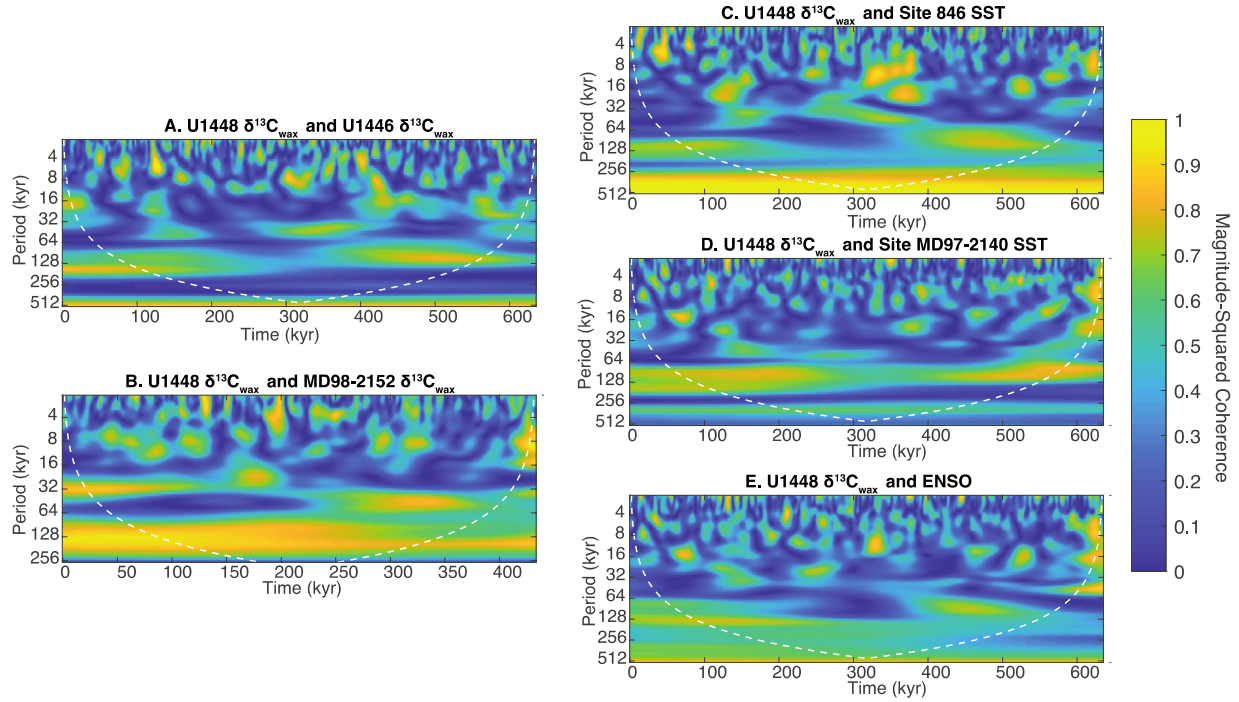 A. U1448 δ¹³C_wax and U1446 δ¹³C_wax
Period (kyr)
4
8
16
32
64
128
256
512
0 100 200 300 400 500 600
Time (kyr)
B. U1448 δ¹³C_wax and MD98-2152 δ¹³C_wax
Period (kyr)
4
8
16
32
64
128
256
0 50 100 150 200 250 300 350 400
Time (kyr)
C. U1448 δ¹³C_wax and Site 846 SST
Period (kyr)
4
8
16
32
64
128
256
512
0 100 200 300 400 500 600
Time (kyr)
D. U1448 δ¹³C_wax and Site MD97-2140 SST
Period (kyr)
4
8
16
32
64
128
256
512
0 100 200 300 400 500 600
Time (kyr)
E. U1448 δ¹³C_wax and ENSO
Period (kyr)
4
8
16
32
64
128
256
512
0 100 200 300 400 500 600
Time (kyr)
1
0.9
0.8
0.7
0.6
0.5
0.4
0.3
0.2
0.1
0
Magnitude-Squared Coherence